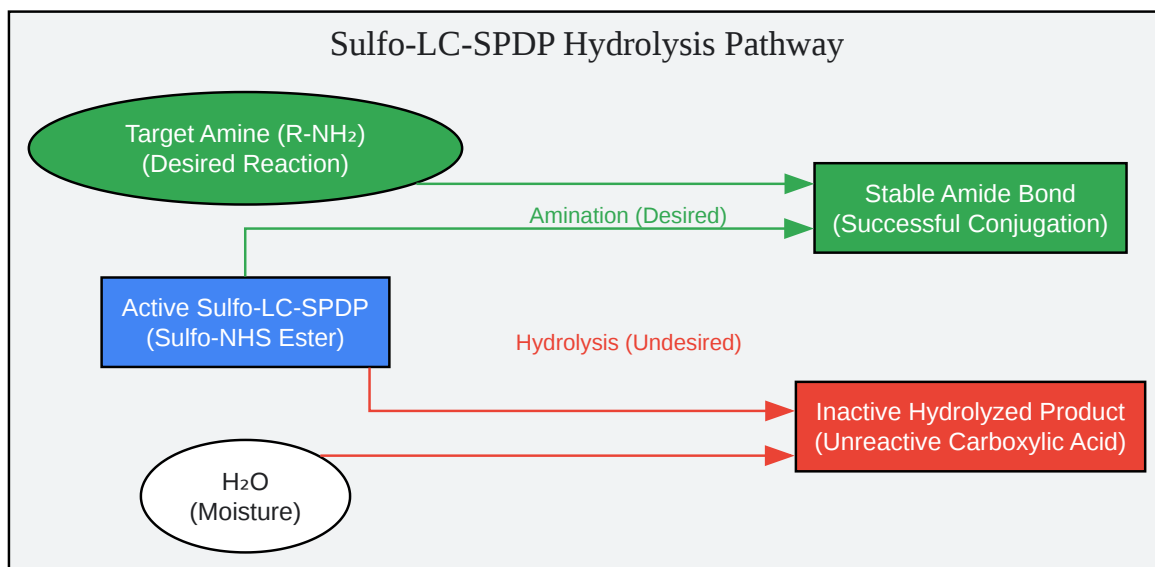 Sulfo-LC-SPDP Hydrolysis Pathway
Target Amine (R-NH₂)
(Desired Reaction)
Stable Amide Bond
(Successful Conjugation)
Amination (Desired)
Active Sulfo-LC-SPDP
(Sulfo-NHS Ester)
Hydrolysis (Undesired)
Inactive Hydrolyzed Product
(Unreactive Carboxylic Acid)
H₂O
(Moisture)